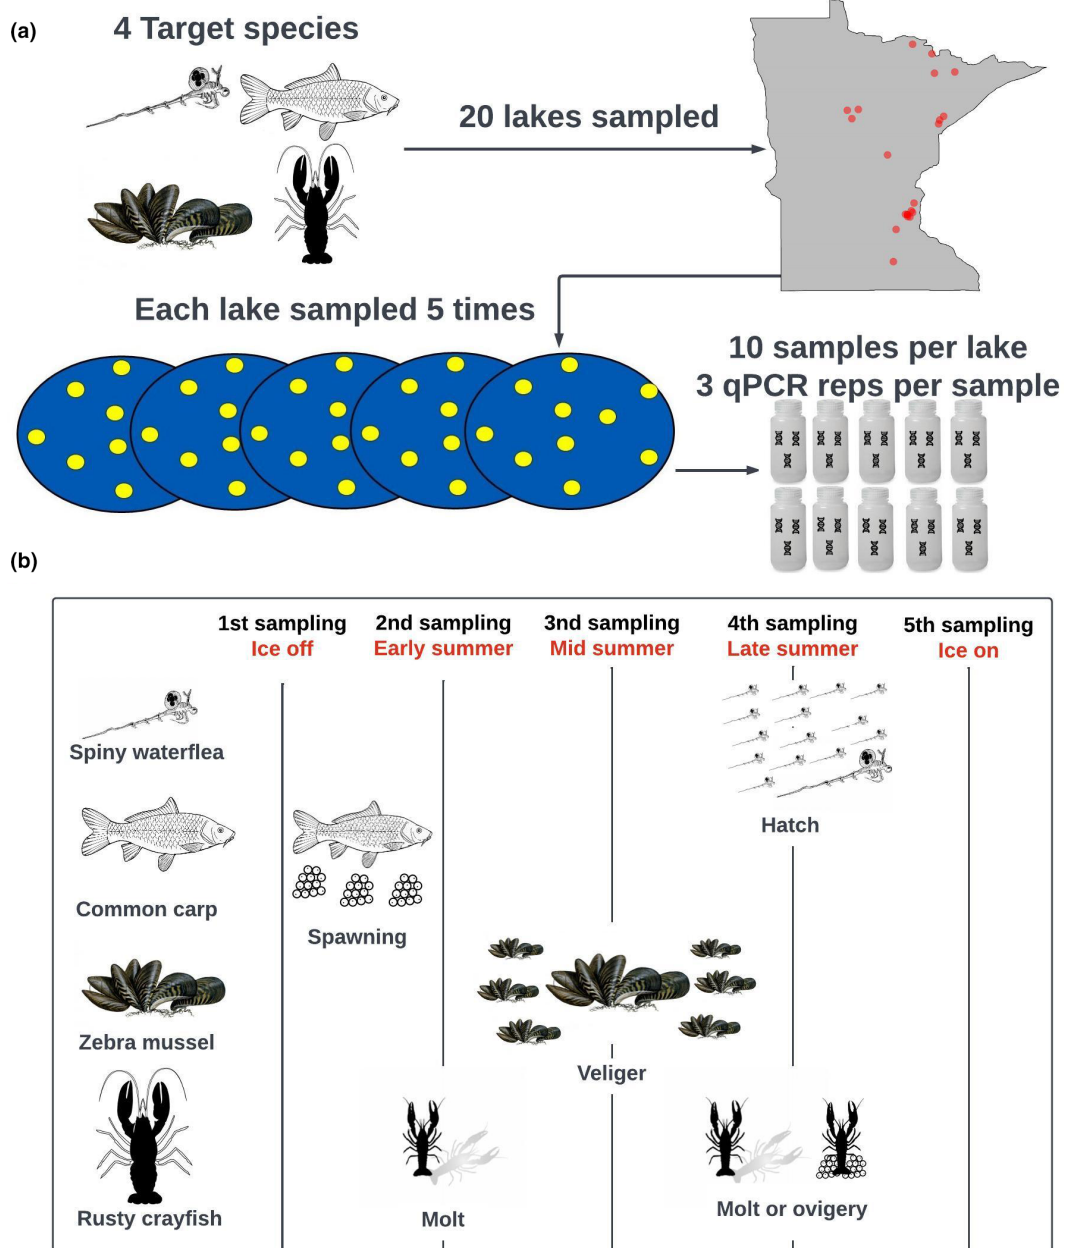 (a)
4 Target species
20 lakes sampled
Each lake sampled 5 times
10 samples per lake
3 qPCR reps per sample
(b)
1st sampling
Ice off
2nd sampling
Early summer
3nd sampling
Mid summer
4th sampling
Late summer
5th sampling
Ice on
Spiny waterflea
Hatch
Common carp
Spawning
Zebra mussel
Veliger
Rusty crayfish
Molt
Molt or ovigery